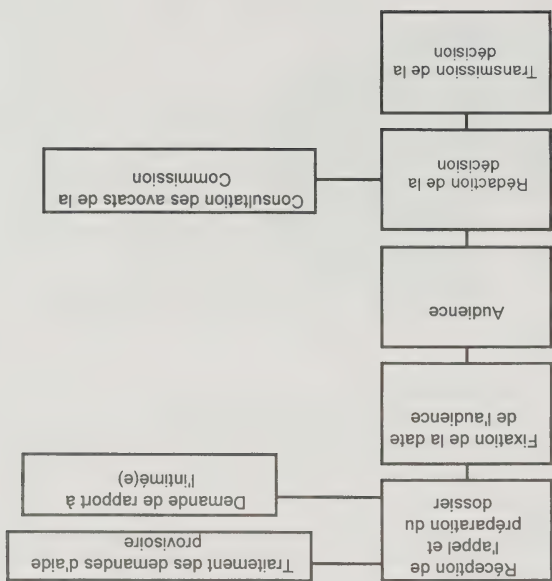 Réception de
l'appel et
préparation du
dossier
Traitement des demandes d'aide
provisoire
Demande de rapport à
l'intimé(e)
Fixation de la date
de l'audience
Audience
Rédaction de la
décision
Consultation des avocats de la
Commission
Transmission de la
décision